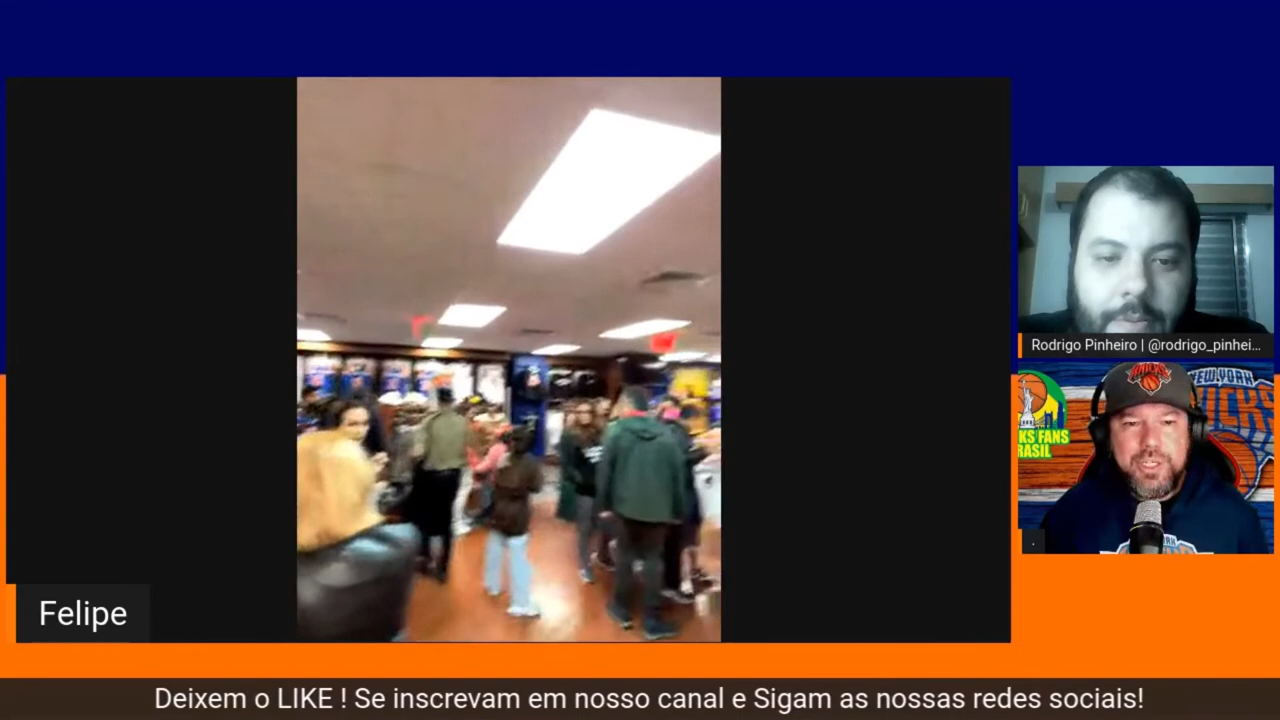 Rodrigo Pinheiro | @rodrigo_pinhei...
NEW YORK
KS FANS
RASIL
Felipe
Deixem o LIKE ! Se inscrevam em nosso canal e Sigam as nossas redes sociais!